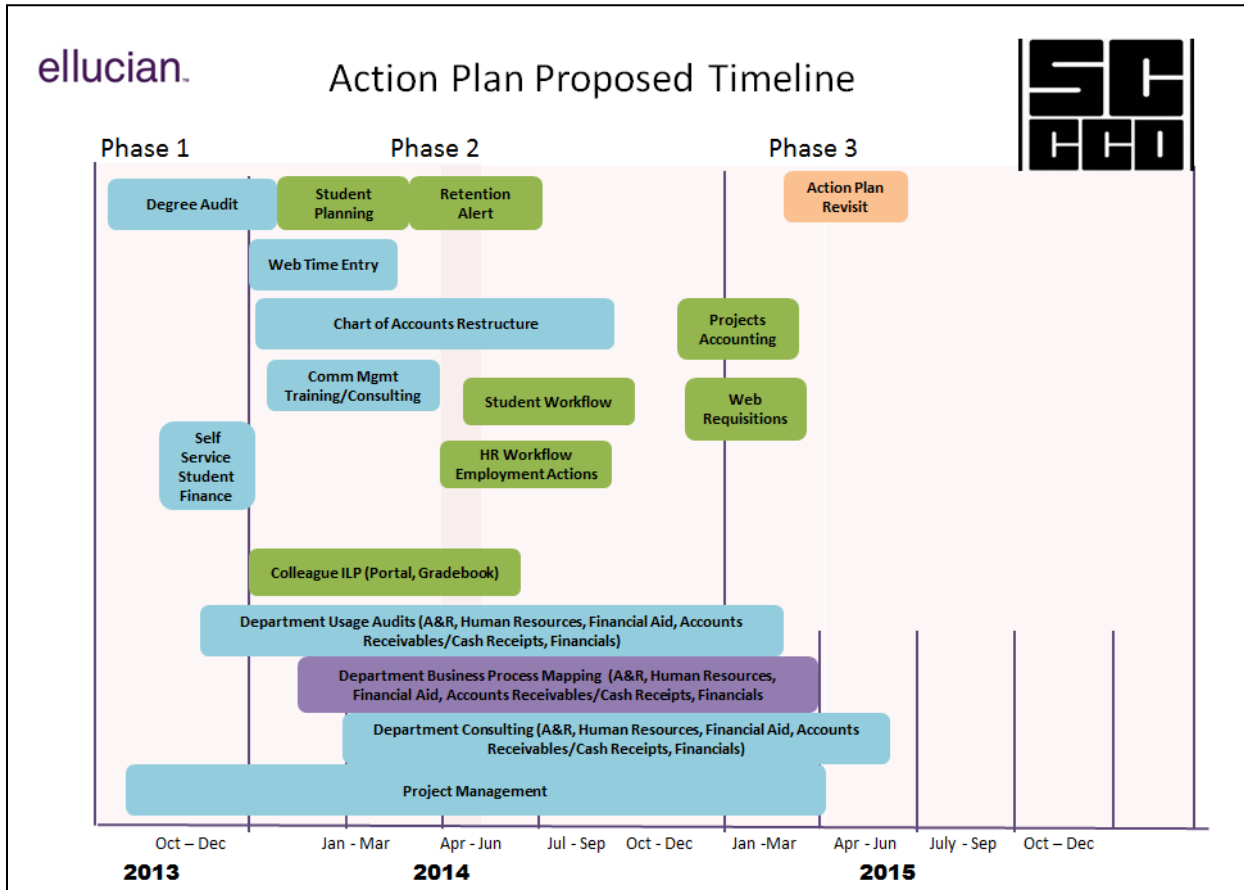 ellucian™
Action Plan Proposed Timeline
SC
CCD
Phase 1
Phase 2
Phase 3
Degree Audit
Student
Planning
Retention
Alert
Action Plan
Revisit
Web Time Entry
Chart of Accounts Restructure
Projects
Accounting
Comm Mgmt
Training/Consulting
Student Workflow
Web
Requisitions
Self
Service
Student
Finance
HR Workflow
Employment Actions
Colleague ILP (Portal, Gradebook)
Department Usage Audits (A&R, Human Resources, Financial Aid, Accounts
Receivables/Cash Receipts, Financials)
Department Business Process Mapping (A&R, Human Resources,
Financial Aid, Accounts Receivables/Cash Receipts, Financials
Department Consulting (A&R, Human Resources, Financial Aid, Accounts
Receivables/Cash Receipts, Financials)
Project Management
Oct – Dec
Jan - Mar
Apr - Jun
Jul - Sep
Oct - Dec
Jan -Mar
Apr - Jun
July - Sep
Oct – Dec
2013
2014
2015